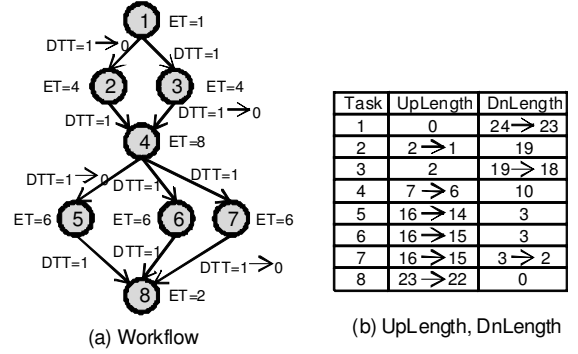 1 ET=1
DTT=1→0 DTT=1
ET=4 2 3 ET=4
DTT=1 DTT=1→0
4 ET=8
DTT=1→0 DTT=1 DTT=1
ET=6 5 ET=6 6 7 ET=6
DTT=1 DTT=1 DTT=1→0
8 ET=2
(a) Workflow
Task UpLength DnLength
1 0 24→23
2 2→1 19
3 2 19→18
4 7→6 10
5 16→14 3
6 16→15 3
7 16→15 3→2
8 23→22 0
(b) UpLength, DnLength